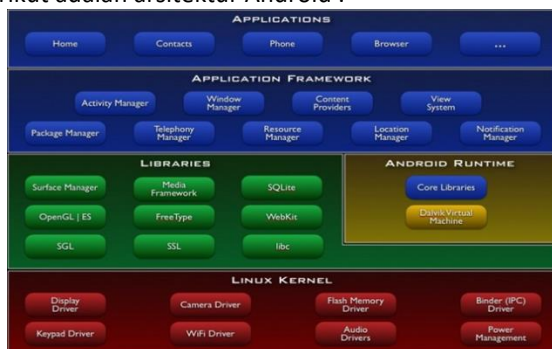 rikut adalah arsitektur Android :
APPLICATIONS
Home Contacts Phone Browser ...
APPLICATION FRAMEWORK
Activity Manager Window Manager Content Providers View System
Package Manager Telephony Manager Resource Manager Location Manager Notification Manager
LIBRARIES
Surface Manager Media Framework SQLite
OpenGL | ES FreeType WebKit
SGL SSL libc
ANDROID RUNTIME
Core Libraries
Dalvik Virtual Machine
LINUX KERNEL
Display Driver Camera Driver Flash Memory Driver Binder (IPC) Driver
Keypad Driver WiFi Driver Audio Drivers Power Management